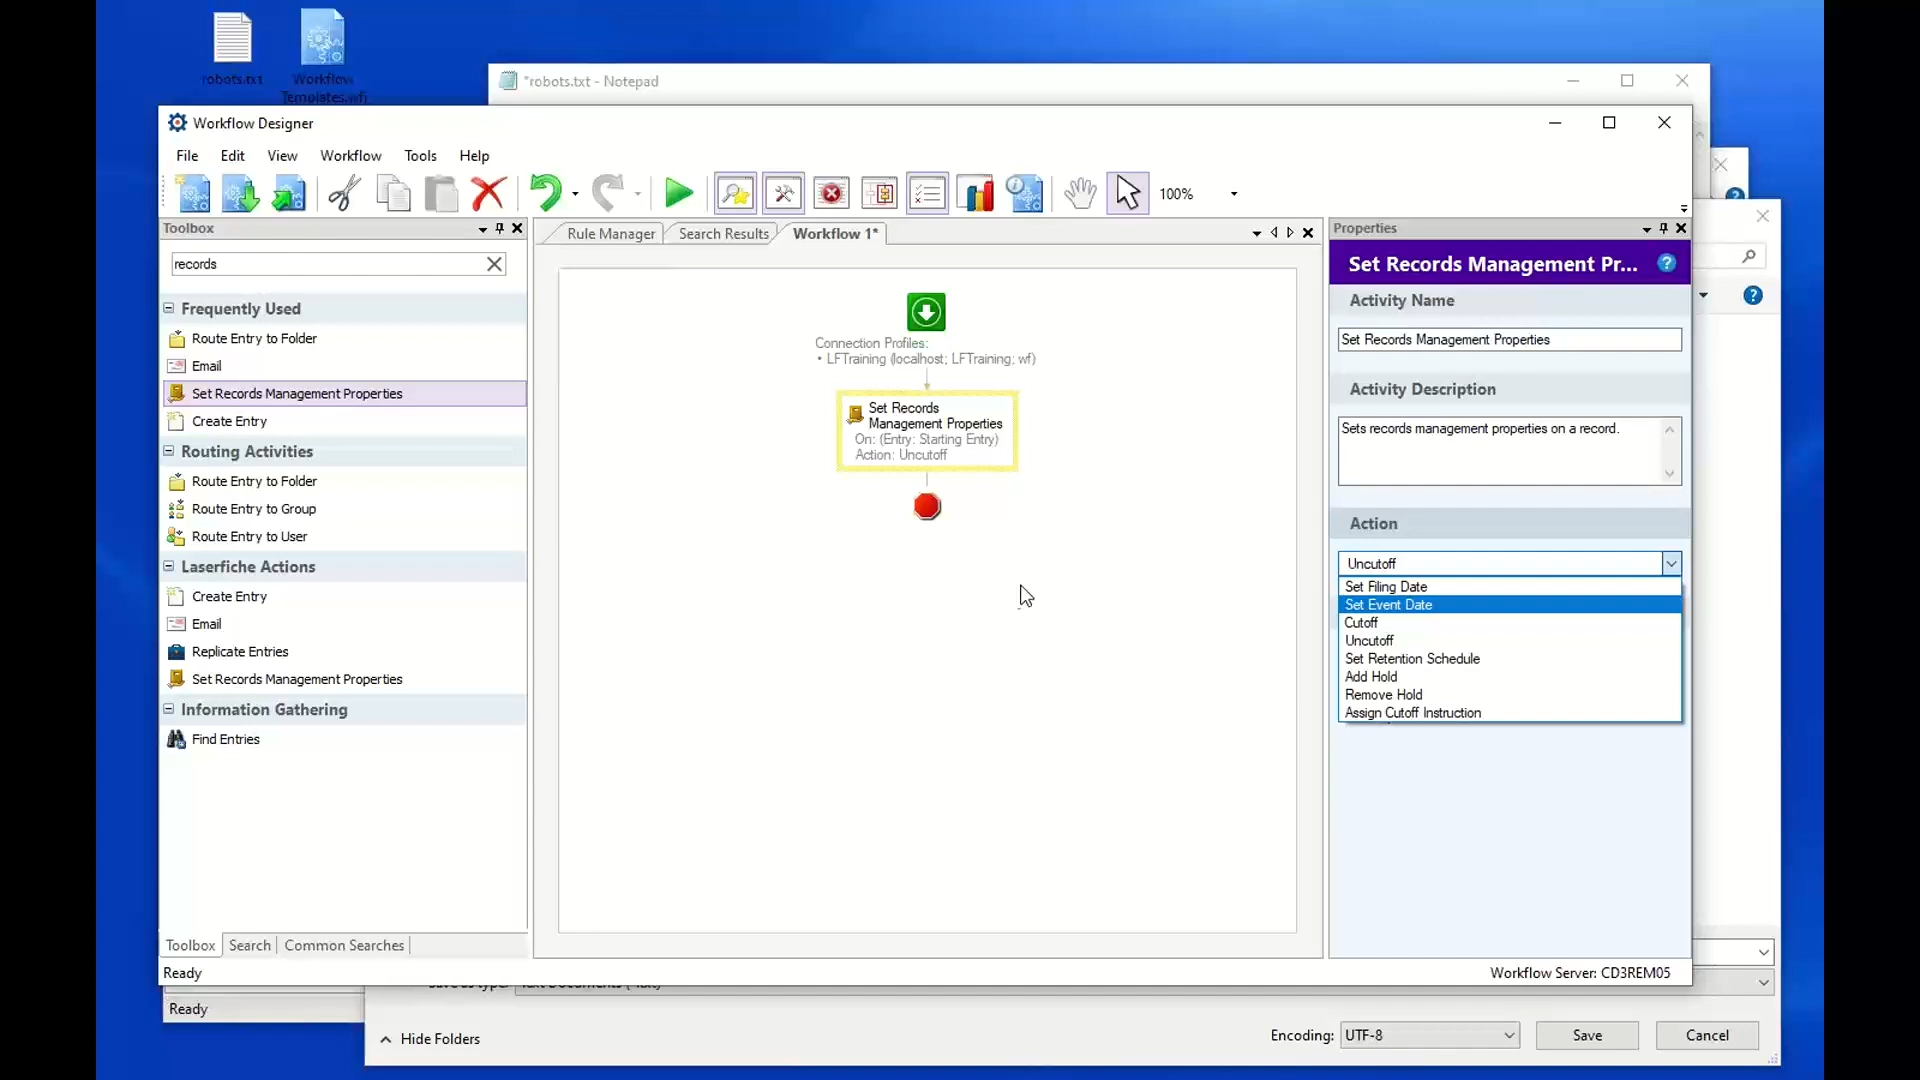 robots.txt
Workflow
Templates.wfi
*robots.txt - Notepad
Workflow Designer
File Edit View Workflow Tools Help
100%
Toolbox
records
Frequently Used
Route Entry to Folder
Email
Set Records Management Properties
Create Entry
Routing Activities
Route Entry to Folder
Route Entry to Group
Route Entry to User
Laserfiche Actions
Create Entry
Email
Replicate Entries
Set Records Management Properties
Information Gathering
Find Entries
Toolbox Search Common Searches
Ready
Rule Manager Search Results Workflow 1*
Connection Profiles:
• LFTraining (localhost; LFTraining; wf)
Set Records
Management Properties
On: (Entry: Starting Entry)
Action: Uncutoff
Properties
Set Records Management Pr...
Activity Name
Set Records Management Properties
Activity Description
Sets records management properties on a record.
Action
Uncutoff
Set Filing Date
Set Event Date
Cutoff
Uncutoff
Set Retention Schedule
Add Hold
Remove Hold
Assign Cutoff Instruction
Workflow Server: CD3REM05
Ready
Hide Folders
Encoding: UTF-8
Save
Cancel